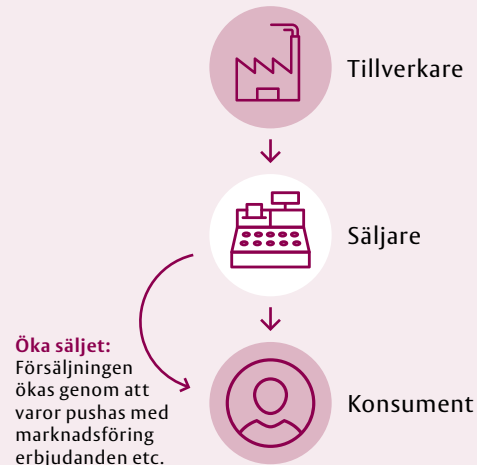 Tillverkare
Säljare
Öka säljet:
Försäljningen
ökas genom att
varor pushas med
marknadsföring
erbjudanden etc.
Konsument